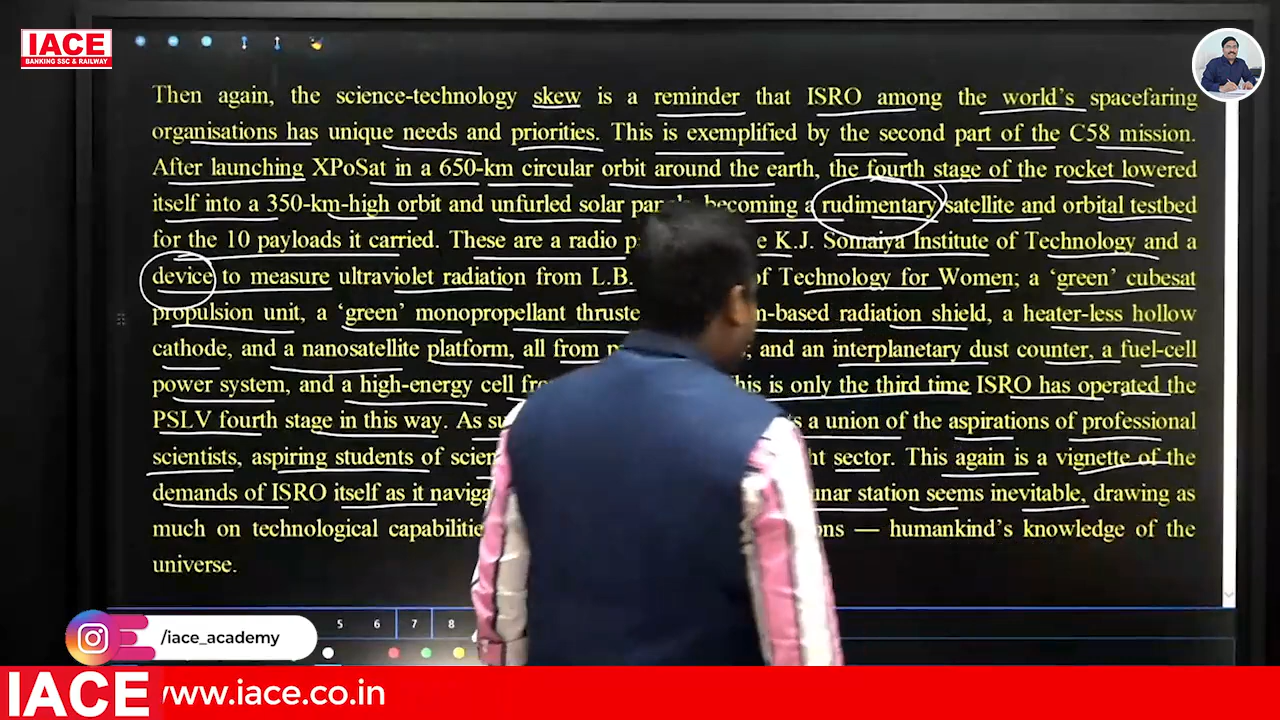 IACE
BANKING SSC & RAILWAY
Then again, the science-technology skew is a reminder that ISRO among the world's spacefaring
organisations has unique needs and priorities. This is exemplified by the second part of the C58 mission.
After launching XPoSat in a 650-km circular orbit around the earth, the fourth stage of the rocket lowered
itself into a 350-km-high orbit and unfurled solar becoming a rudimentary satellite and orbital testbed
for the 10 payloads it carried. These are a radio K.J. Somaiya Institute of Technology and a
device to measure ultraviolet radiation from L.B. of Technology for Women; a ‘green’ cubesat
propulsion unit, a ‘green’ monopropellant -based radiation shield, a heater-less hollow
cathode, and a nanosatellite platform, all from ; and an interplanetary dust counter, a fuel-cell
power system, and a high-energy cell is only the third time ISRO has operated the
PSLV fourth stage in this way. As a union of the aspirations of professional
scientists, aspiring students of sector. This again is a vignette of the
demands of ISRO itself as it station seems inevitable, drawing as
much on technological — humankind's knowledge of the
universe.
5 6 7 8
/iace_academy
IACE www.iace.co.in